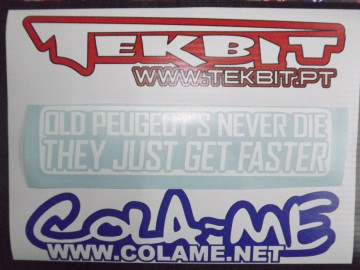 TEKBIT
WWW.TEKBIT.PT
OLD PEUGEOT'S NEVER DIE
THEY JUST GET FASTER
COLA-ME
WWW.COLAME.NET